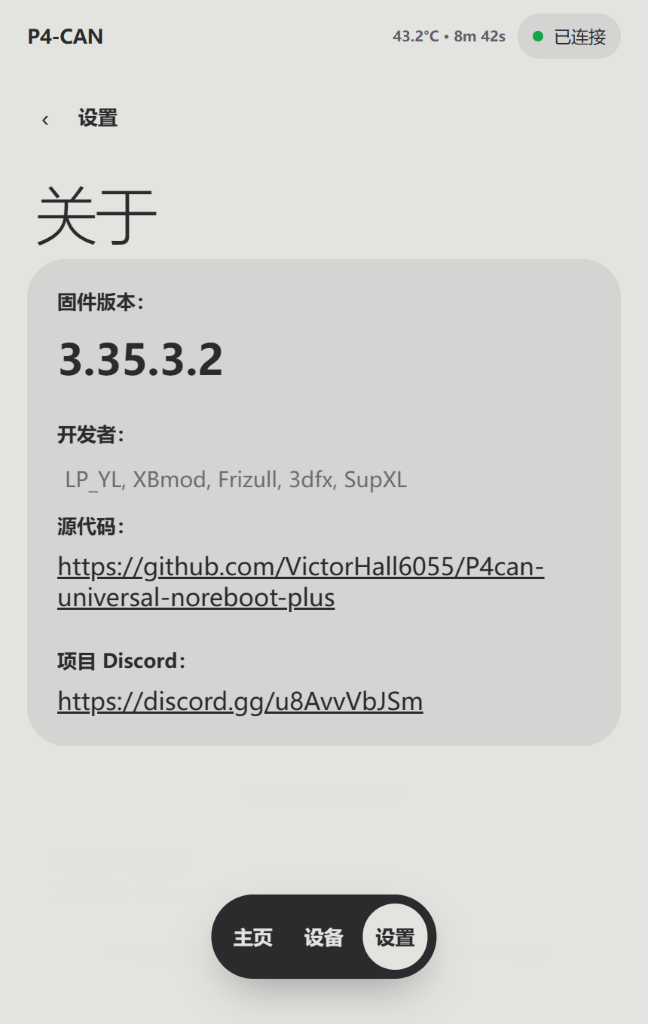 P4-CAN
43.2°C • 8m 42s
已连接
‹ 设置
关于
固件版本：
3.35.3.2
开发者：
LP_YL, XBmod, Frizull, 3dfx, SupXL
源代码：
https://github.com/VictorHall6055/P4can-
universal-noreboot-plus
项目 Discord：
https://discord.gg/u8AvvVbJSm
主页 设备 设置